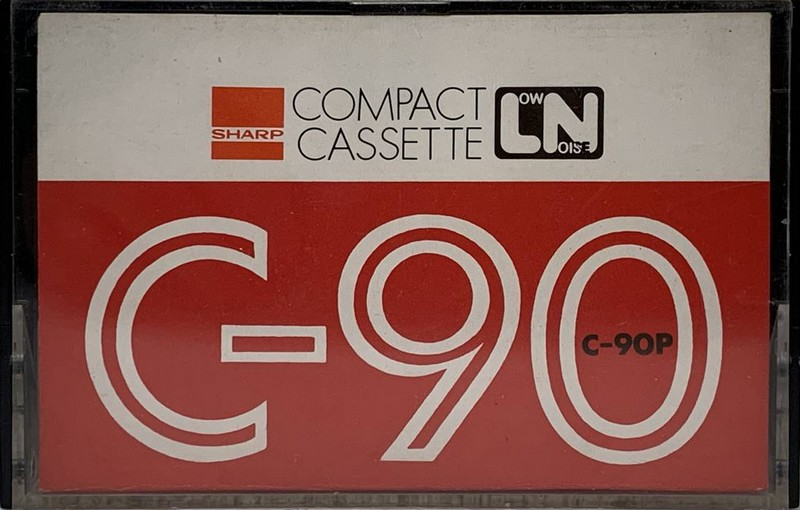 SHARP
COMPACT
CASSETTE
LOW
NOISE
C-90
C-90P